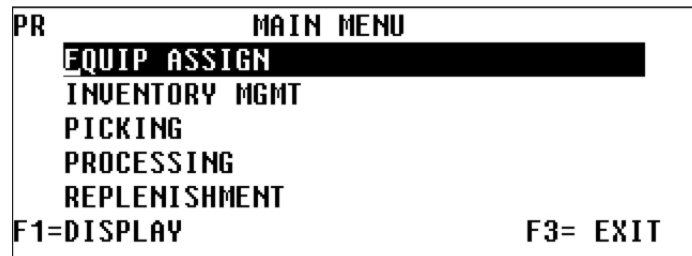 PR MAIN MENU
EQUIP ASSIGN
INVENTORY MGMT
PICKING
PROCESSING
REPLENISHMENT
F1=DISPLAY F3= EXIT